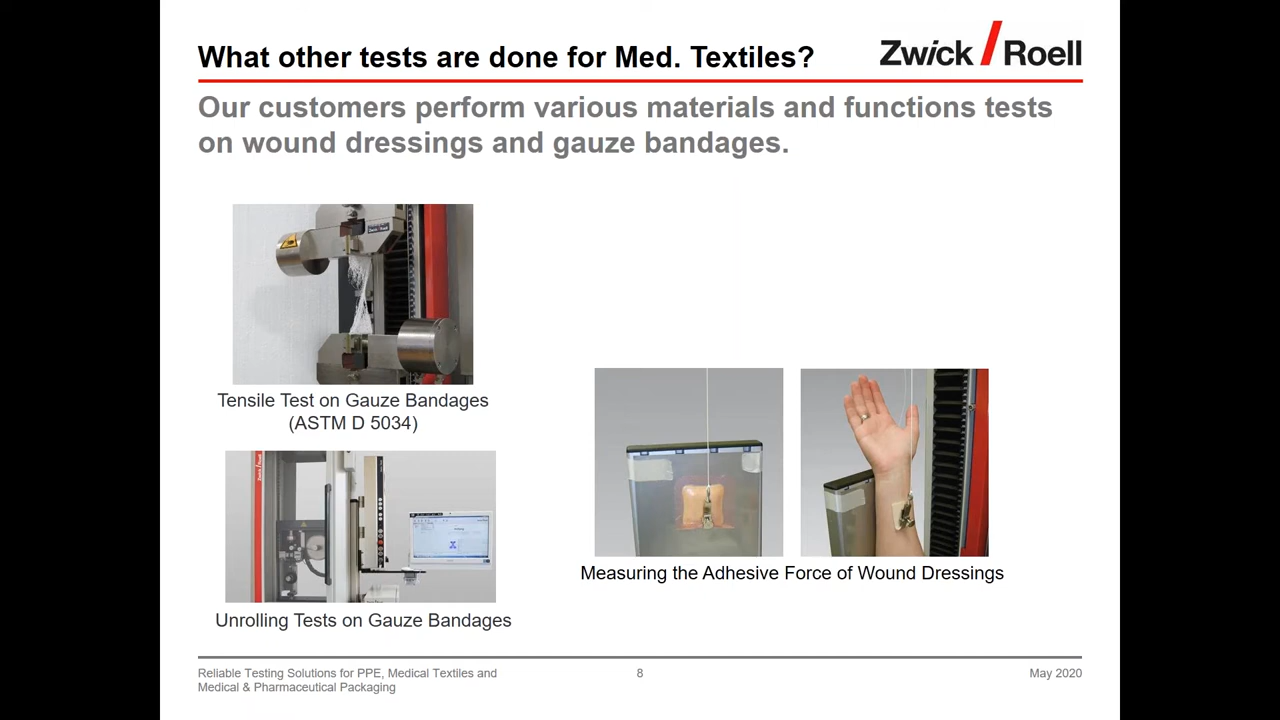 What other tests are done for Med. Textiles?
Zwick / Roell
Our customers perform various materials and functions tests
on wound dressings and gauze bandages.
Tensile Test on Gauze Bandages
(ASTM D 5034)
Unrolling Tests on Gauze Bandages
Measuring the Adhesive Force of Wound Dressings
Reliable Testing Solutions for PPE, Medical Textiles and
Medical & Pharmaceutical Packaging
8
May 2020